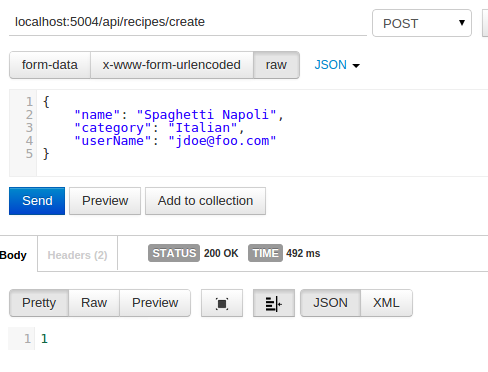 localhost:5004/api/recipes/create POST
form-data x-www-form-urlencoded raw JSON
1 {
2 "name": "Spaghetti Napoli",
3 "category": "Italian",
4 "userName": "jdoe@foo.com"
5 }
Send Preview Add to collection
Body Headers (2) STATUS 200 OK TIME 492 ms
Pretty Raw Preview JSON XML
1 1